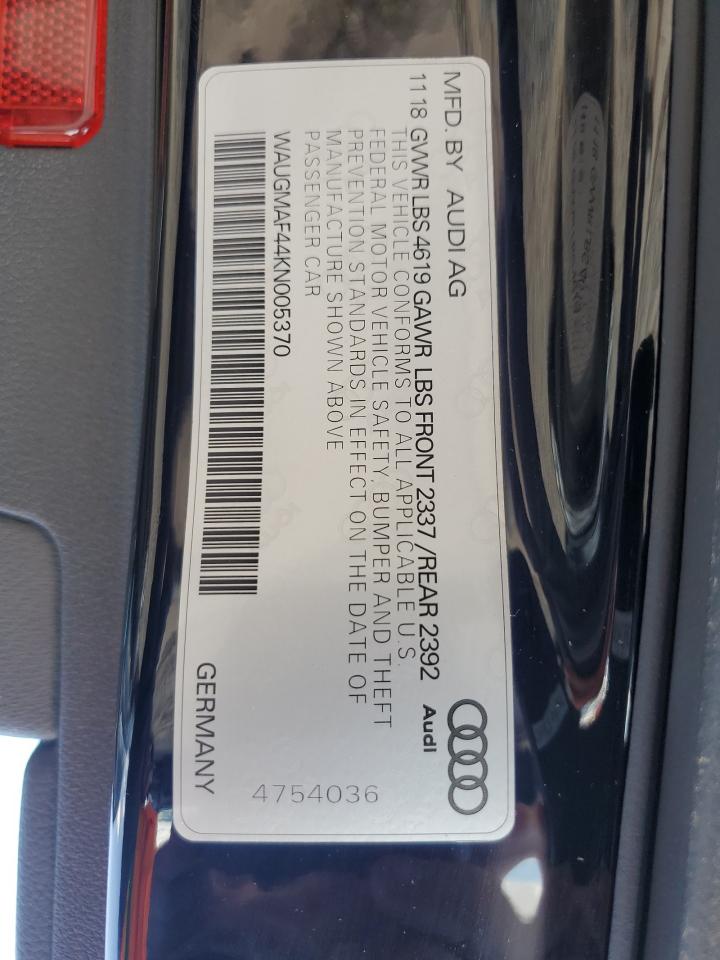 MFD. BY AUDI AG
11 18 GVWR LBS 4619 GAWR LBS FRONT 2337 /REAR 2392
THIS VEHICLE CONFORMS TO ALL APPLICABLE U.S.
FEDERAL MOTOR VEHICLE SAFETY, BUMPER AND THEFT
PREVENTION STANDARDS IN EFFECT ON THE DATE OF
MANUFACTURE SHOWN ABOVE
PASSENGER CAR
WAUGMAF44KN005370
Audi
4754036
GERMANY